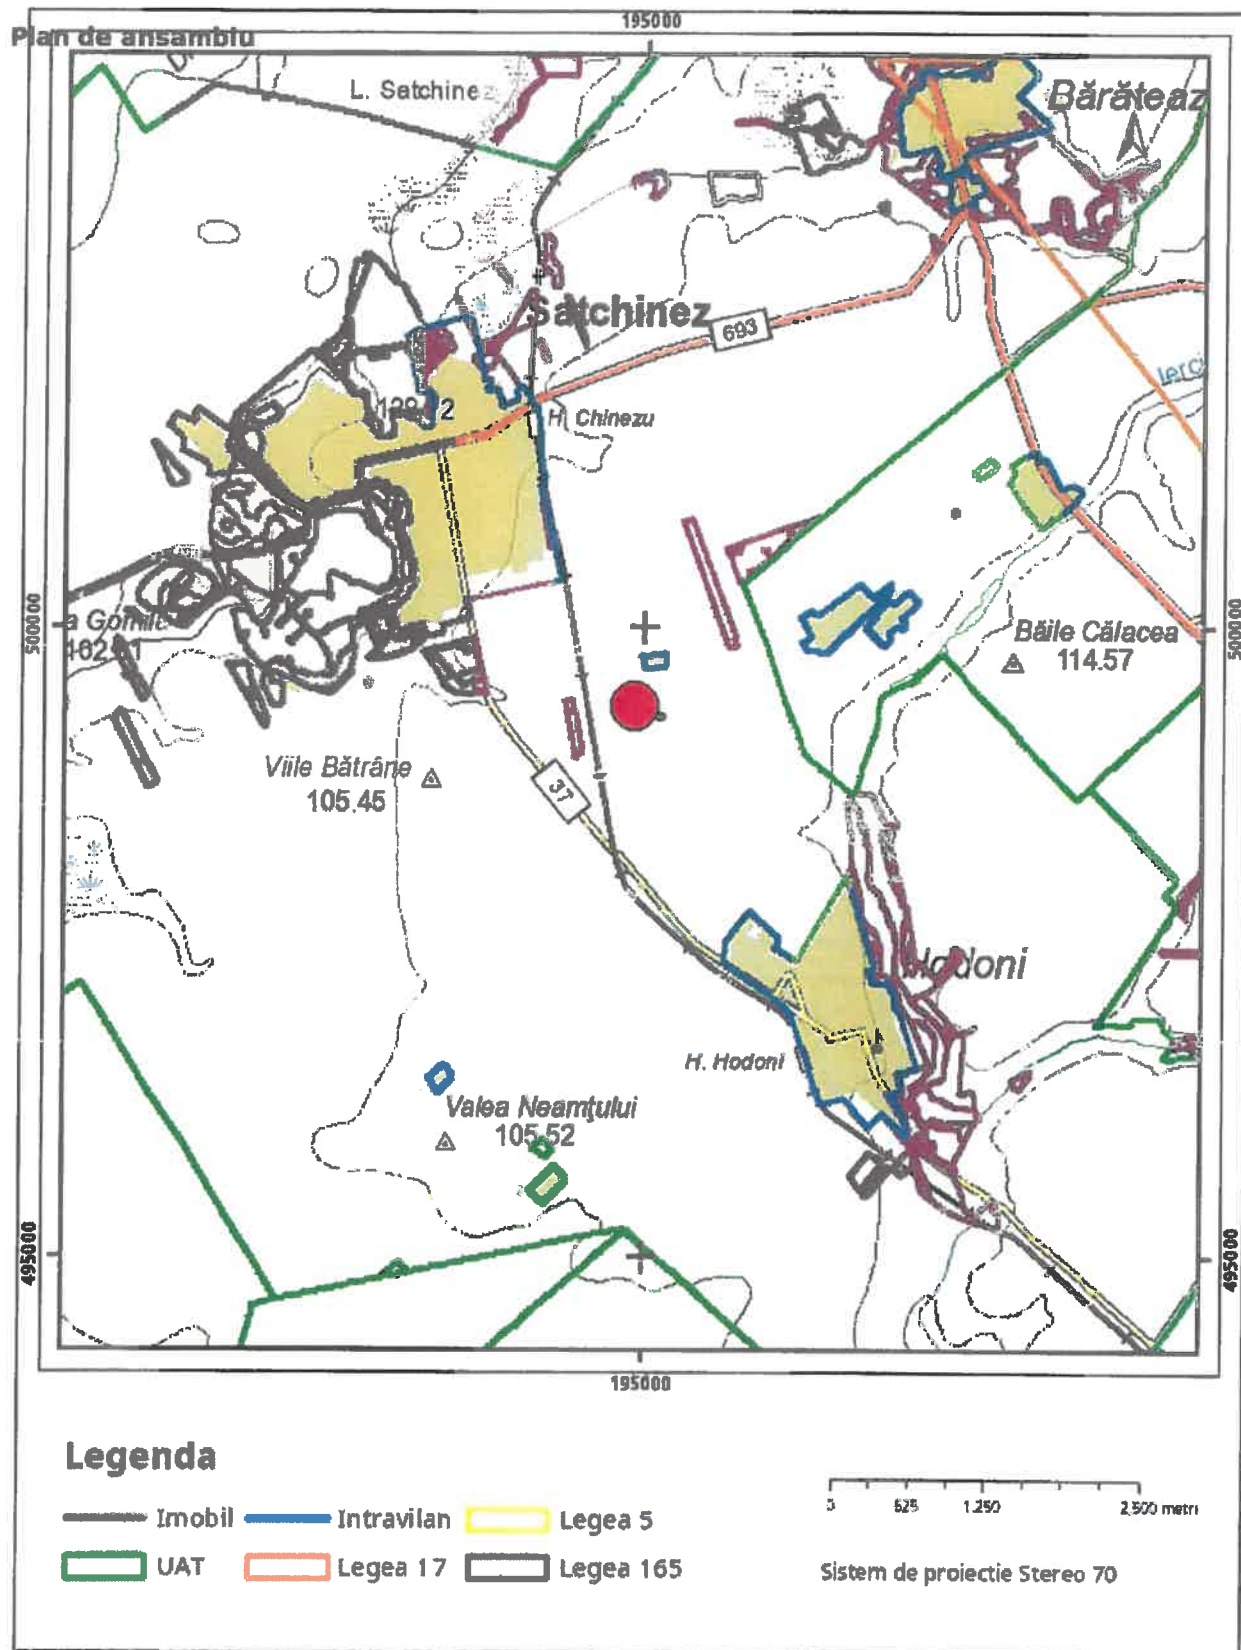 195000
Plan de ansamblu
L. Satchinez
Bărăteaz
Satchinez
693
H. Chinezu
500000
500000
Băile Călacea
114.57
Viile Bătrâne
105.45
37
Hodoni
H. Hodoni
Valea Neamţului
105.52
495000
495000
195000
Legenda
Imobil
Intravilan
Legea 5
UAT
Legea 17
Legea 165
0 625 1.250 2.500 metri
Sistem de proiectie Stereo 70